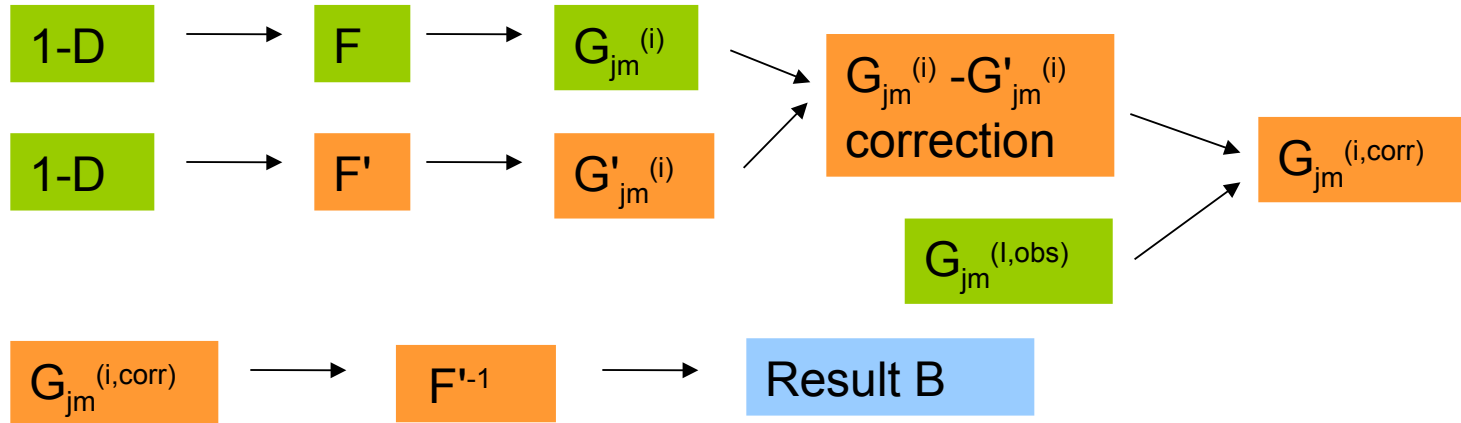 1-D
F
Gjm(i)
Gjm(i) -G'jm(i)
correction
1-D
F'
G'jm(i)
Gjm(i,corr)
Gjm(I,obs)
Gjm(i,corr)
F'-1
Result B